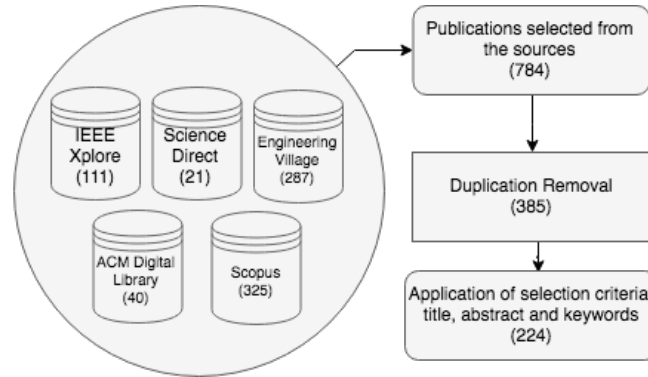 IEEE
Xplore
(111)
Science
Direct
(21)
Engineering
Village
(287)
ACM Digital
Library
(40)
Scopus
(325)
Publications selected from
the sources
(784)
Duplication Removal
(385)
Application of selection criteria
title, abstract and keywords
(224)